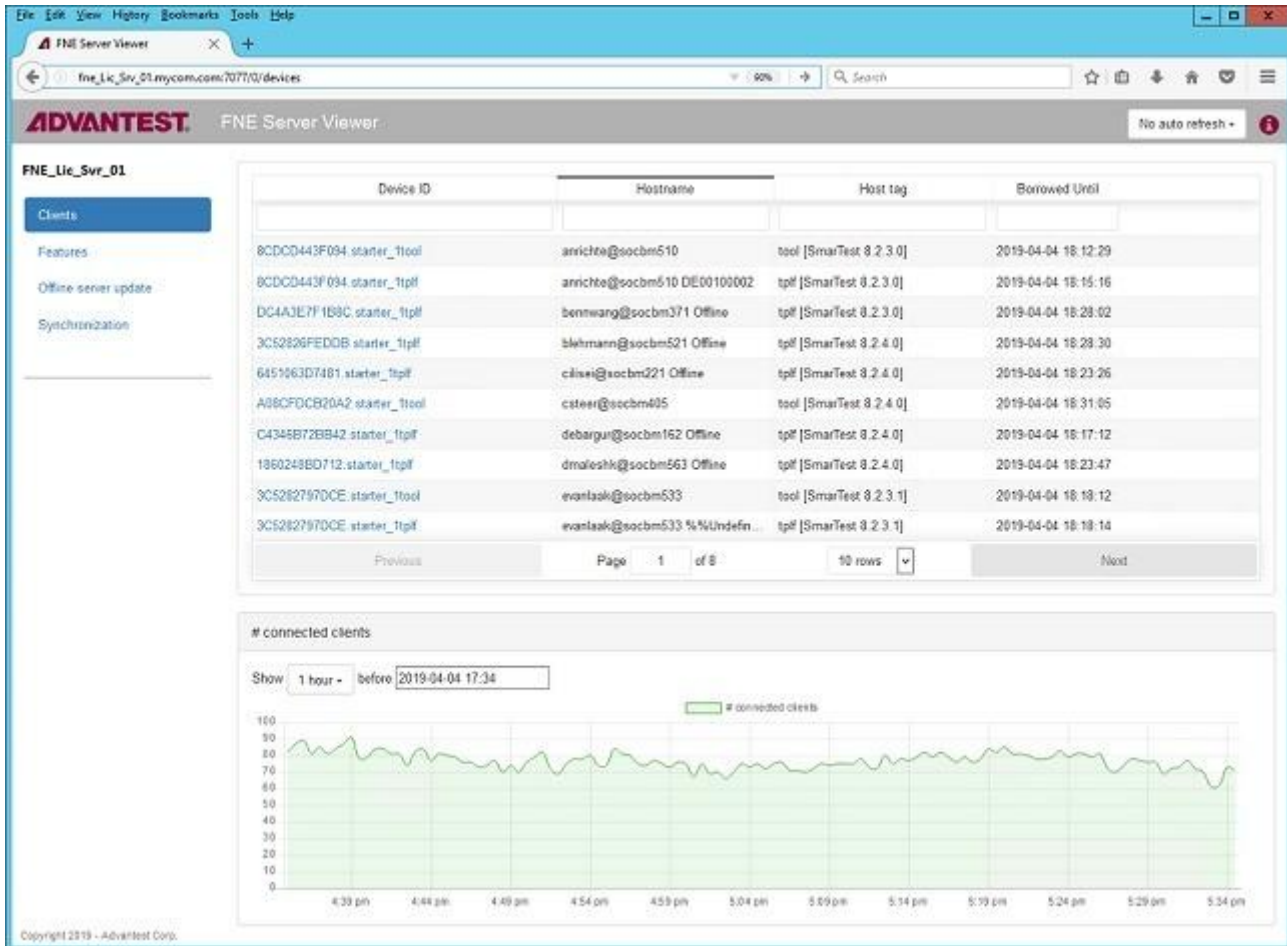 File Edit View History Bookmarks Tools Help
FNE Server Viewer
fne_Lic_Srv_01.mycom.com:7077/0/devices 90% Search
ADVANTEST. FNE Server Viewer No auto refresh
FNE_Lic_Svr_01
Clients
Features
Offline server update
Synchronization
Device ID Hostname Host tag Borrowed Until
8CDCD443F094.starter_1tool anrichte@socbm510 tool [SmarTest 8.2.3.0] 2019-04-04 18:12:29
8CDCD443F094.starter_1tplf anrichte@socbm510 DE00100002 tplf [SmarTest 8.2.3.0] 2019-04-04 18:15:16
DC4A3E7F1B8C.starter_1tplf bennwang@socbm371 Offline tplf [SmarTest 8.2.3.0] 2019-04-04 18:28:02
3C52826FEDDB.starter_1tplf blehmann@socbm521 Offline tplf [SmarTest 8.2.4.0] 2019-04-04 18:28:30
6451063D7481.starter_1tplf cilisei@socbm221 Offline tplf [SmarTest 8.2.4.0] 2019-04-04 18:23:26
A08CFDCB20A2.starter_1tool csteer@socbm405 tool [SmarTest 8.2.4.0] 2019-04-04 18:31:05
C4346B72BB42.starter_1tplf debargur@socbm162 Offline tplf [SmarTest 8.2.4.0] 2019-04-04 18:17:12
1860248BD712.starter_1tplf dmaleshk@socbm563 Offline tplf [SmarTest 8.2.4.0] 2019-04-04 18:23:47
3C5282797DCE.starter_1tool evanlaak@socbm533 tool [SmarTest 8.2.3.1] 2019-04-04 18:18:12
3C5282797DCE.starter_1tplf evanlaak@socbm533 %%Undefin... tplf [SmarTest 8.2.3.1] 2019-04-04 18:18:14
Previous Page 1 of 8 10 rows Next
# connected clients
Show 1 hour before 2019-04-04 17:34
# connected clients
100
90
80
70
60
50
40
30
20
10
0
4:39 pm 4:44 pm 4:49 pm 4:54 pm 4:59 pm 5:04 pm 5:09 pm 5:14 pm 5:19 pm 5:24 pm 5:29 pm 5:34 pm
Copyright 2019 - Advantest Corp.